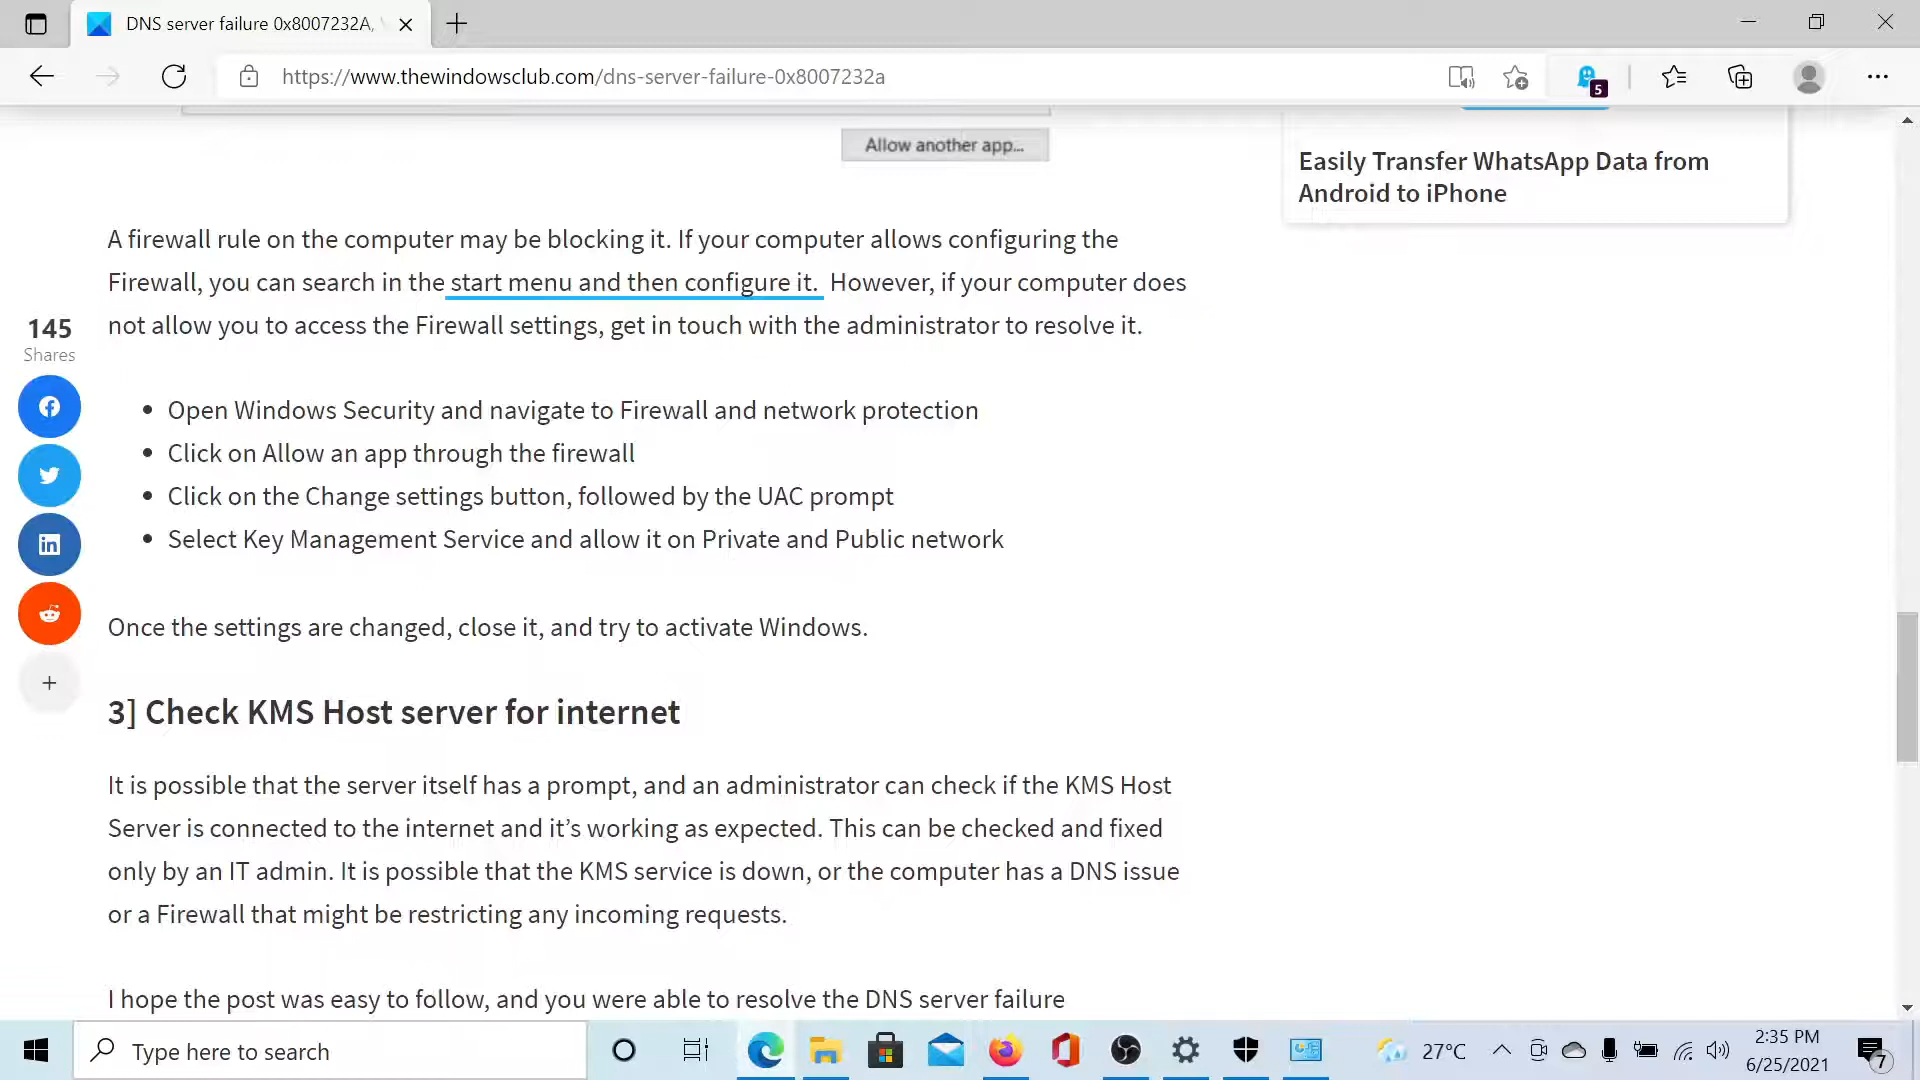 DNS server failure 0x8007232A,
https://www.thewindowsclub.com/dns-server-failure-0x8007232a
5
Allow another app...
Easily Transfer WhatsApp Data from
Android to iPhone
A firewall rule on the computer may be blocking it. If your computer allows configuring the
Firewall, you can search in the start menu and then configure it. However, if your computer does
not allow you to access the Firewall settings, get in touch with the administrator to resolve it.
145
Shares
• Open Windows Security and navigate to Firewall and network protection
• Click on Allow an app through the firewall
• Click on the Change settings button, followed by the UAC prompt
• Select Key Management Service and allow it on Private and Public network
Once the settings are changed, close it, and try to activate Windows.
3] Check KMS Host server for internet
It is possible that the server itself has a prompt, and an administrator can check if the KMS Host
Server is connected to the internet and it’s working as expected. This can be checked and fixed
only by an IT admin. It is possible that the KMS service is down, or the computer has a DNS issue
or a Firewall that might be restricting any incoming requests.
I hope the post was easy to follow, and you were able to resolve the DNS server failure
Type here to search
27°C
2:35 PM
6/25/2021
7